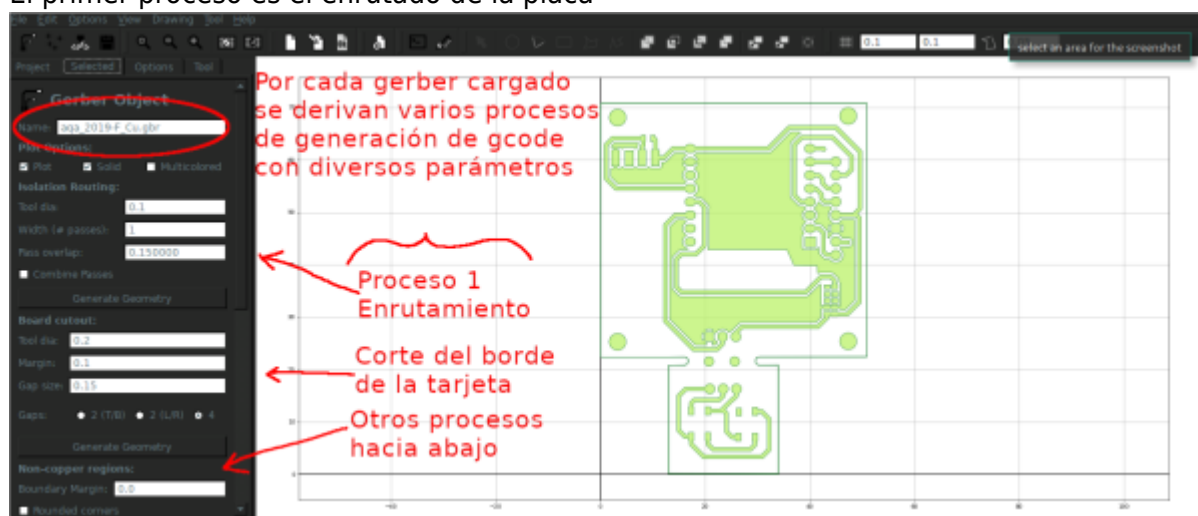 El primer proceso es el enrutado de la placa
File Edit Options View Drawing Tool Help
0.1 0.1
select an area for the screenshot
Project Selected Options Tool
Gerber Object
Name: aqa_2019-F_Cu.gbr
Plot Options:
Plot Solid Multicolored
Isolation Routing:
Tool dia: 0.1
Width (# passes): 1
Pass overlap: 0.150000
Combine Passes
Generate Geometry
Board cutout:
Tool dia: 0.2
Margin: 0.1
Gap size: 0.15
Gaps: 2 (T/B) 2 (L/R) 4
Generate Geometry
Non-copper regions:
Boundary Margin: 0.0
Rounded corners
Por cada gerber cargado
se derivan varios procesos
de generación de gcode
con diversos parámetros
Proceso 1
Enrutamiento
Corte del borde
de la tarjeta
Otros procesos
hacia abajo